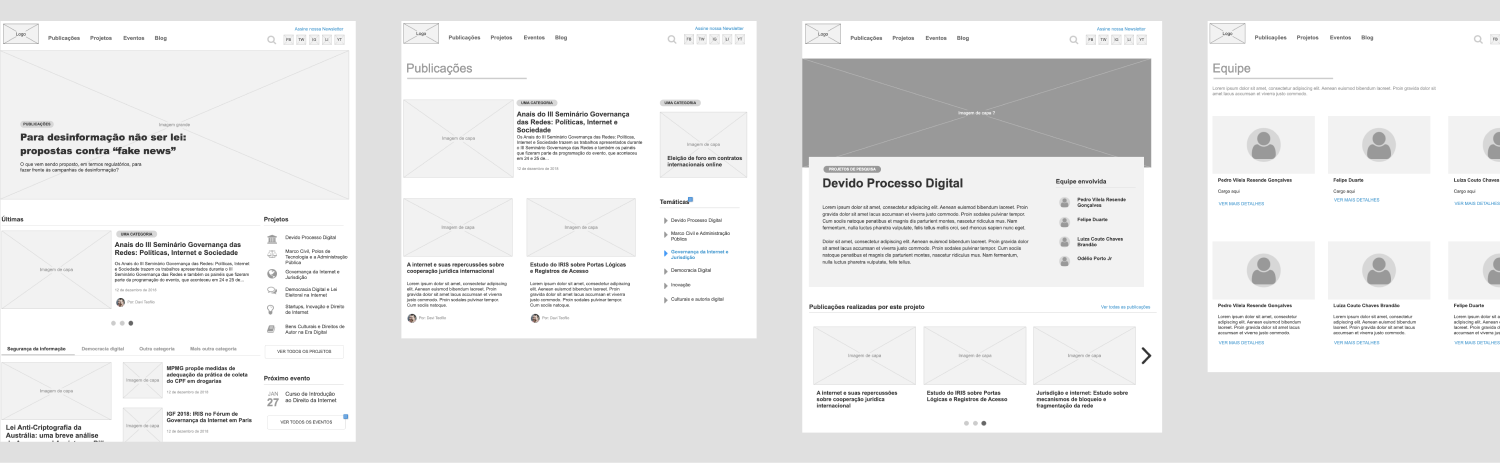 Logo
Publicações Projetos Eventos Blog
Assine nossa Newsletter
FB TW IG LI YT
Imagem grande
PUBLICAÇÕES
Para desinformação não ser lei:
propostas contra “fake news”
O que vem sendo proposto, em termos regulatórios, para
fazer frente às campanhas de desinformação?
Últimas
Imagem de capa
UMA CATEGORIA
Anais do III Seminário Governança das
Redes: Políticas, Internet e Sociedade
Os Anais do III Seminário Governança das Redes: Políticas, Internet
e Sociedade trazem os trabalhos apresentados durante o III Seminário
Governança das Redes e também os painéis que fizeram
parte da programação do evento, que aconteceu em 24 e 25 de...
12 de dezembro de 2018
Por: Davi Teófilo
Projetos
Devido Processo Digital
Marco Civil, Polos de
Tecnologia e a Administração
Pública
Governança da Internet e
Jurisdição
Democracia Digital e Lei
Eleitoral na Internet
Startups, Inovação e Direito
de Internet
Bens Culturais e Direitos de
Autor na Era Digital
VER TODOS OS PROJETOS
Segurança da informação Democracia digital Outra categoria Mais outra categoria
Imagem de capa
Lei Anti-Criptografia da
Austrália: uma breve análise
Imagem de capa
MPMG propõe medidas de
adequação da prática de coleta
do CPF em drogarias
12 de dezembro de 2018
Imagem de capa
IGF 2018: IRIS no Fórum de
Governança da Internet em Paris
12 de dezembro de 2018
Próximo evento
JAN
27
Curso de Introdução
ao Direito da Internet
VER TODOS OS EVENTOS
Logo
Publicações Projetos Eventos Blog
Assine nossa Newsletter
FB TW IG LI YT
Publicações
Imagem de capa
UMA CATEGORIA
Anais do III Seminário Governança
das Redes: Políticas, Internet e
Sociedade
Os Anais do III Seminário Governança das Redes: Políticas,
Internet e Sociedade trazem os trabalhos apresentados durante
o III Seminário Governança das Redes e também os painéis
que fizeram parte da programação do evento, que aconteceu
em 24 e 25 de...
12 de dezembro de 2018
UMA CATEGORIA
Imagem de capa
Eleição de foro em contratos
internacionais online
Imagem de capa
A internet e suas repercussões sobre
cooperação jurídica internacional
Lorem ipsum dolor sit amet, consectetur adipiscing
elit. Aenean euismod bibendum laoreet. Proin
gravida dolor sit amet lacus accumsan et viverra
justo commodo. Proin sodales pulvinar tempor.
Cum sociis natoque.
Por: Davi Teófilo
Imagem de capa
Estudo do IRIS sobre Portas Lógicas
e Registros de Acesso
Lorem ipsum dolor sit amet, consectetur adipiscing
elit. Aenean euismod bibendum laoreet. Proin
gravida dolor sit amet lacus accumsan et viverra
justo commodo. Proin sodales pulvinar tempor.
Cum sociis natoque.
Por: Davi Teófilo
Temáticas
Devido Processo Digital
Marco Civil e Administração
Pública
Governança da Internet e
Jurisdição
Democracia Digital
Inovação
Culturais e autoria digital
Logo
Publicações Projetos Eventos Blog
Assine nossa Newsletter
FB TW IG LI YT
Imagem de capa ?
PROJETOS DE PESQUISA
Devido Processo Digital
Lorem ipsum dolor sit amet, consectetur adipiscing elit. Aenean euismod bibendum laoreet. Proin
gravida dolor sit amet lacus accumsan et viverra justo commodo. Proin sodales pulvinar tempor.
Cum sociis natoque penatibus et magnis dis parturient montes, nascetur ridiculus mus. Nam
fermentum, nulla luctus pharetra vulputate, felis tellus mollis orci, sed rhoncus sapien nunc eget.
Dolor sit amet, consectetur adipiscing elit. Aenean euismod bibendum laoreet. Proin gravida dolor
sit amet lacus accumsan et viverra justo commodo. Proin sodales pulvinar tempor. Cum sociis
natoque penatibus et magnis dis parturient montes, nascetur ridiculus mus. Nam fermentum,
nulla luctus pharetra vulputate, felis tellus.
Equipe envolvida
Pedro Vilela Resende
Gonçalves
Felipe Duarte
Luiza Couto Chaves
Brandão
Odélio Porto Jr
Publicações realizadas por este projeto
Ver todas as publicações
Imagem de capa
A internet e suas repercussões
sobre cooperação jurídica
internacional
Imagem de capa
Estudo do IRIS sobre Portas
Lógicas e Registros de Acesso
Imagem de capa
Jurisdição e internet: Estudo sobre
mecanismos de bloqueio e
fragmentação da rede
Logo
Publicações Projetos Eventos Blog
FB
Equipe
Lorem ipsum dolor sit amet, consectetur adipiscing elit. Aenean euismod bibendum laoreet. Proin gravida dolor sit
amet lacus accumsan et viverra justo commodo.
Pedro Vilela Resende Gonçalves
Cargo aqui
VER MAIS DETALHES
Felipe Duarte
Cargo aqui
VER MAIS DETALHES
Luiza Couto Chaves
Cargo aqui
VER MAIS DETALHES
Pedro Vilela Resende Gonçalves
Lorem ipsum dolor sit amet, consectetur
adipiscing elit. Aenean euismod bibendum
laoreet. Proin gravida dolor sit amet lacus
accumsan et viverra justo commodo.
VER MAIS DETALHES
Luiza Couto Chaves Brandão
Lorem ipsum dolor sit amet, consectetur
adipiscing elit. Aenean euismod bibendum
laoreet. Proin gravida dolor sit amet lacus
accumsan et viverra justo commodo.
VER MAIS DETALHES
Felipe Duarte
Lorem ipsum dolor sit a
adipiscing elit. Aenean
laoreet. Proin gravida
accumsan et viverra jus
VER MAIS DETALHES